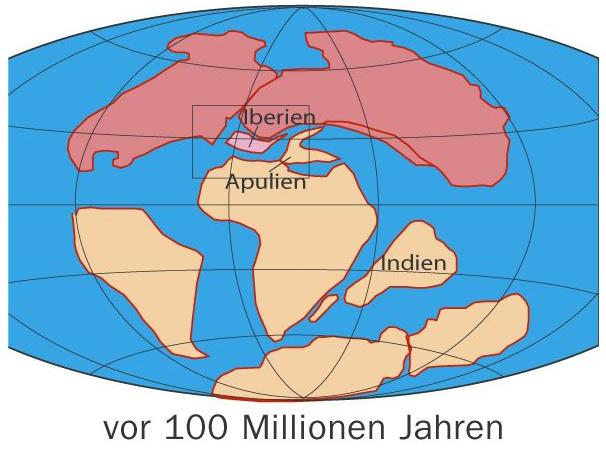 Iberien
Apulien
Indien
vor 100 Millionen Jahren